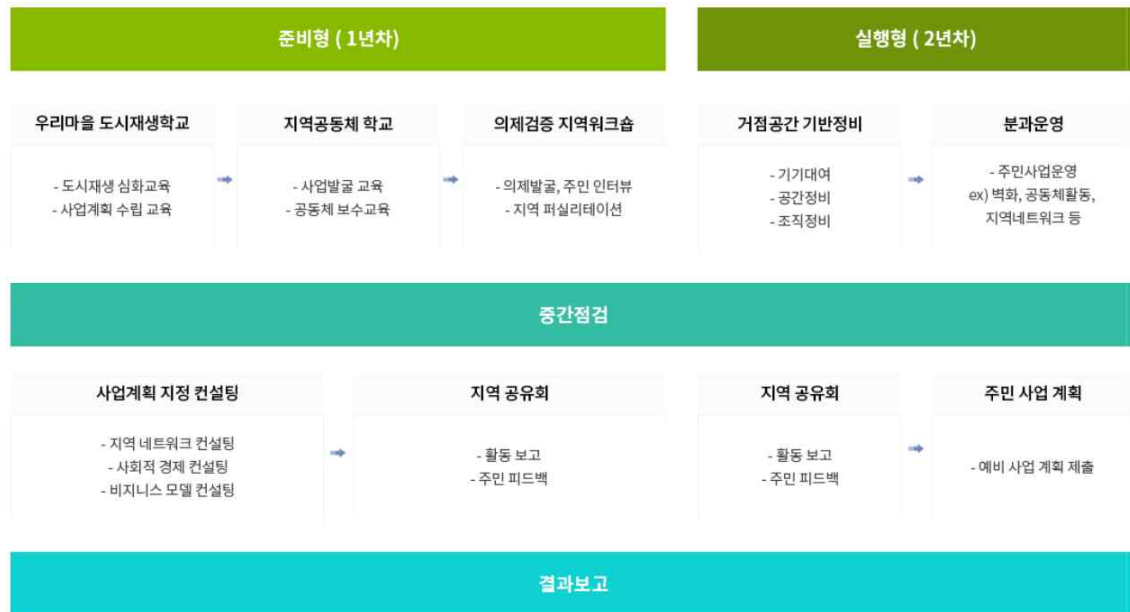 준비형 ( 1년차)
실행형 ( 2년차)
우리마을 도시재생학교
- 도시재생 심화교육
- 사업계획 수립 교육
지역공동체 학교
- 사업발굴 교육
- 공동체 보수교육
의제검증 지역워크숍
- 의제발굴, 주민 인터뷰
- 지역 퍼실리테이션
거점공간 기반정비
- 기기대여
- 공간정비
- 조직정비
분과운영
- 주민사업운영
ex) 벽화, 공동체활동,
지역네트워크 등
중간점검
사업계획 지정 컨설팅
- 지역 네트워크 컨설팅
- 사회적 경제 컨설팅
- 비지니스 모델 컨설팅
지역 공유회
- 활동 보고
- 주민 피드백
지역 공유회
- 활동 보고
- 주민 피드백
주민 사업 계획
- 예비 사업 계획 제출
결과보고